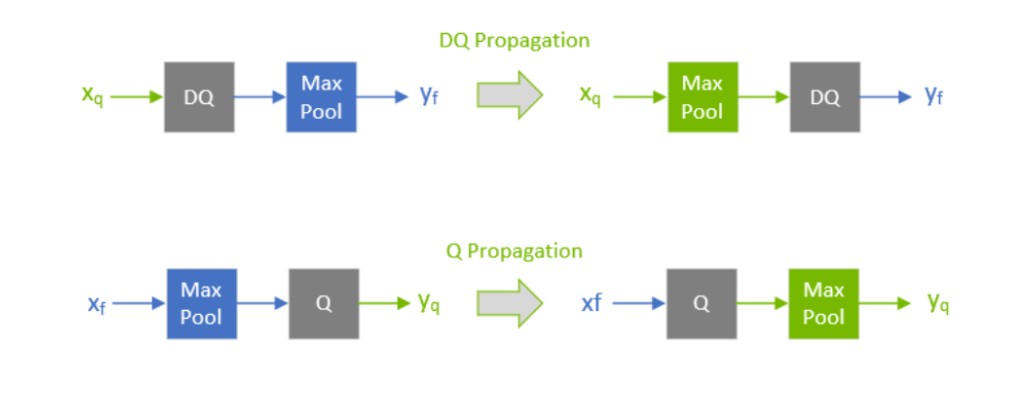 DQ Propagation
x_q DQ Max Pool y_f x_q Max Pool DQ y_f
Q Propagation
x_f Max Pool Q y_q xf Q Max Pool y_q